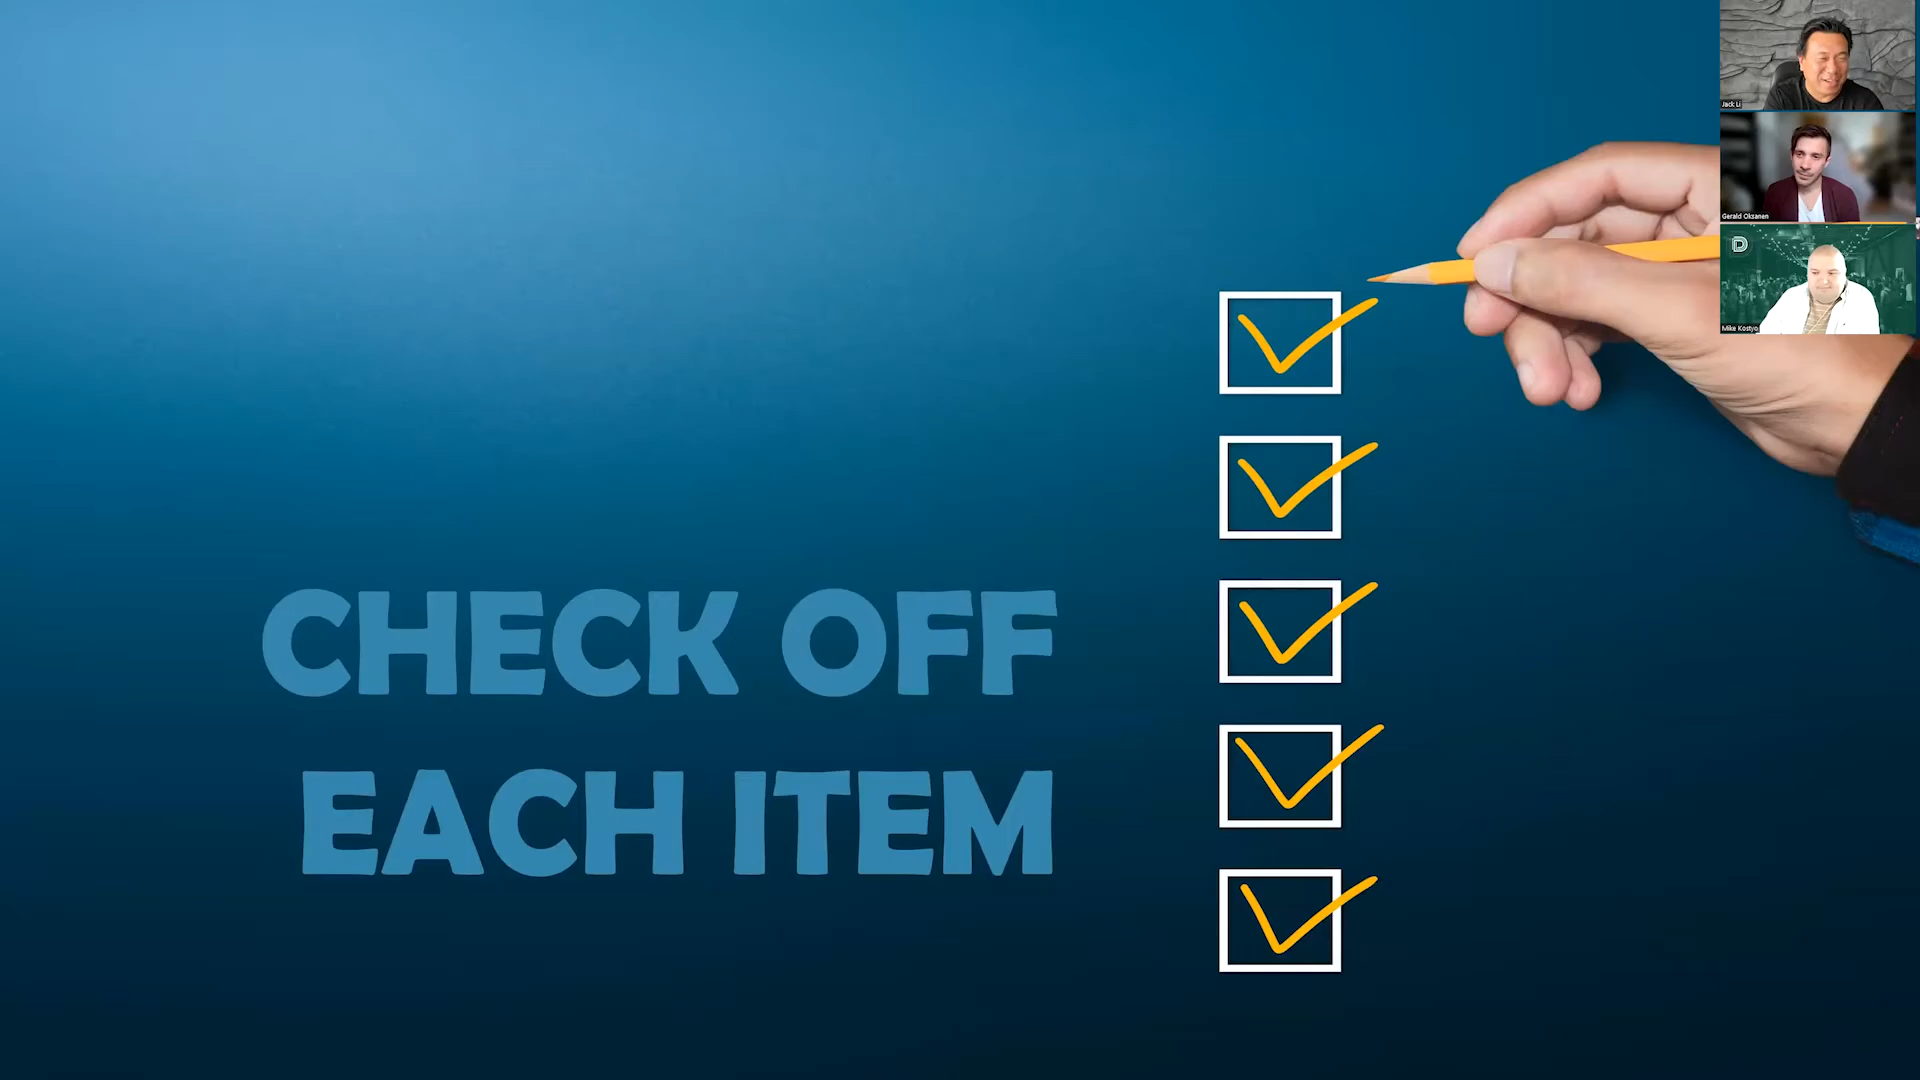 CHECK OFF
EACH ITEM
Jack Li
Gerald Oksanen
D
Mike Kostyo